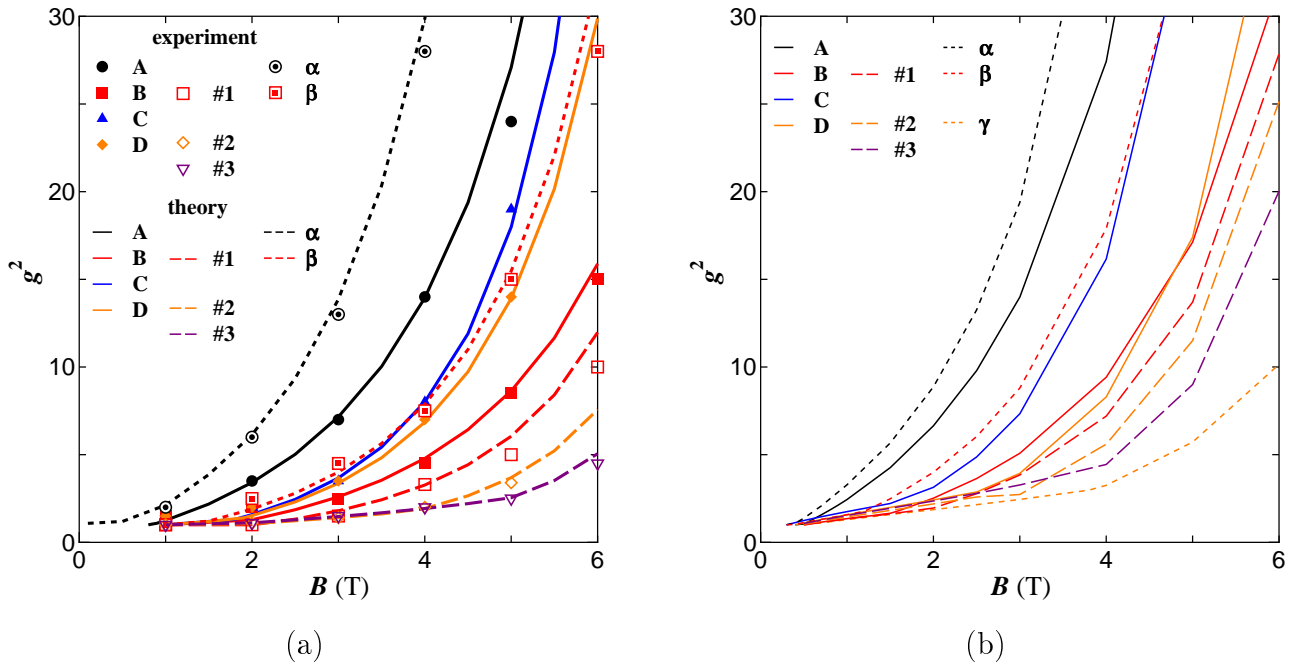 30
20
10
0
g²
experiment
A α
B #1 β
C
D #2
#3
theory
A α
B #1 β
C
D #2
#3
0 2 4 6
B (T)
(a)
30
20
10
0
g²
A α
B #1 β
C
D #2 γ
#3
0 2 4 6
B (T)
(b)